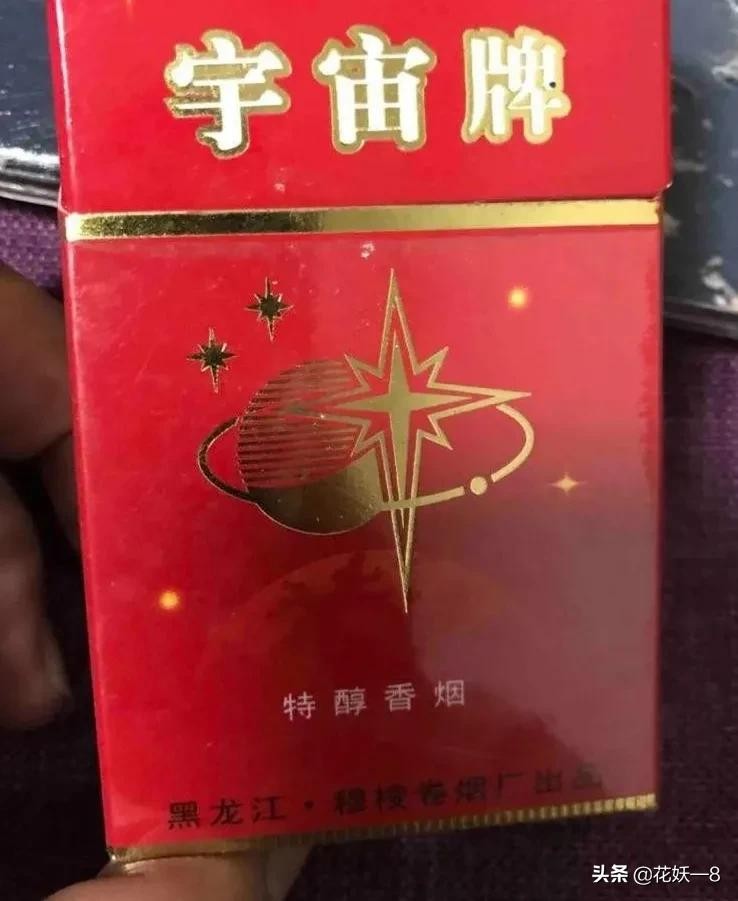 宇宙牌
特醇香烟
黑龙江·穆棱卷烟厂出品
头条 @花妖一8